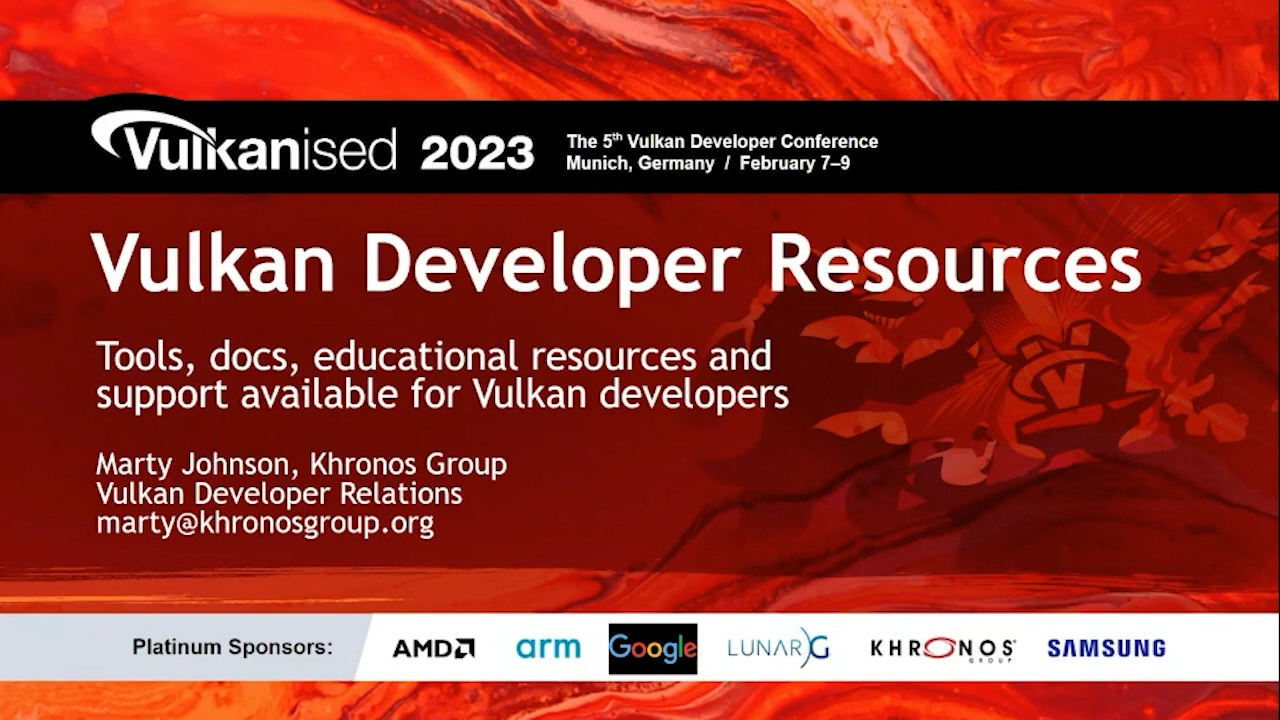 Vulkanised 2023
The 5th Vulkan Developer Conference
Munich, Germany / February 7–9
Vulkan Developer Resources
Tools, docs, educational resources and
support available for Vulkan developers
Marty Johnson, Khronos Group
Vulkan Developer Relations
marty@khronosgroup.org
Platinum Sponsors: AMD arm Google LUNARG KHRONOS GROUP SAMSUNG
V